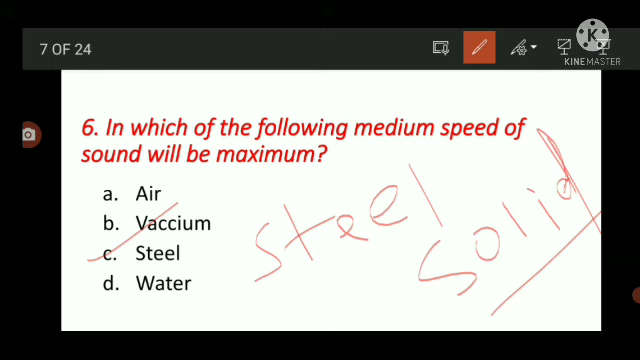 7 OF 24
K
KINEMASTER
6. In which of the following medium speed of
sound will be maximum?
a. Air
b. Vaccium
c. Steel
d. Water
Steel
Solid